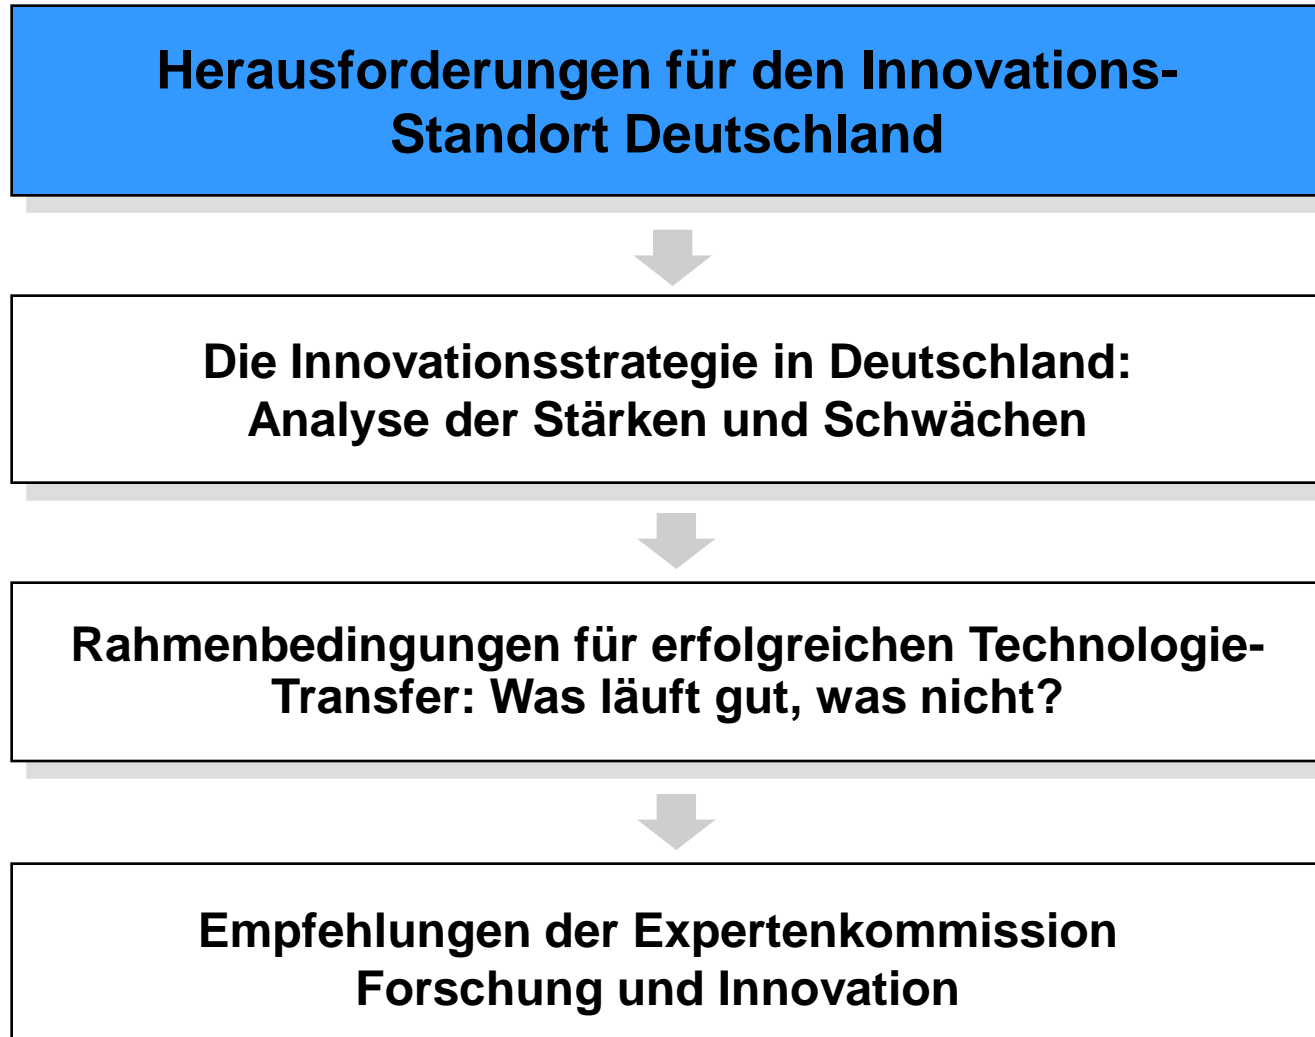 Herausforderungen für den Innovations-
Standort Deutschland
Die Innovationsstrategie in Deutschland:
Analyse der Stärken und Schwächen
Rahmenbedingungen für erfolgreichen Technologie-
Transfer: Was läuft gut, was nicht?
Empfehlungen der Expertenkommission
Forschung und Innovation